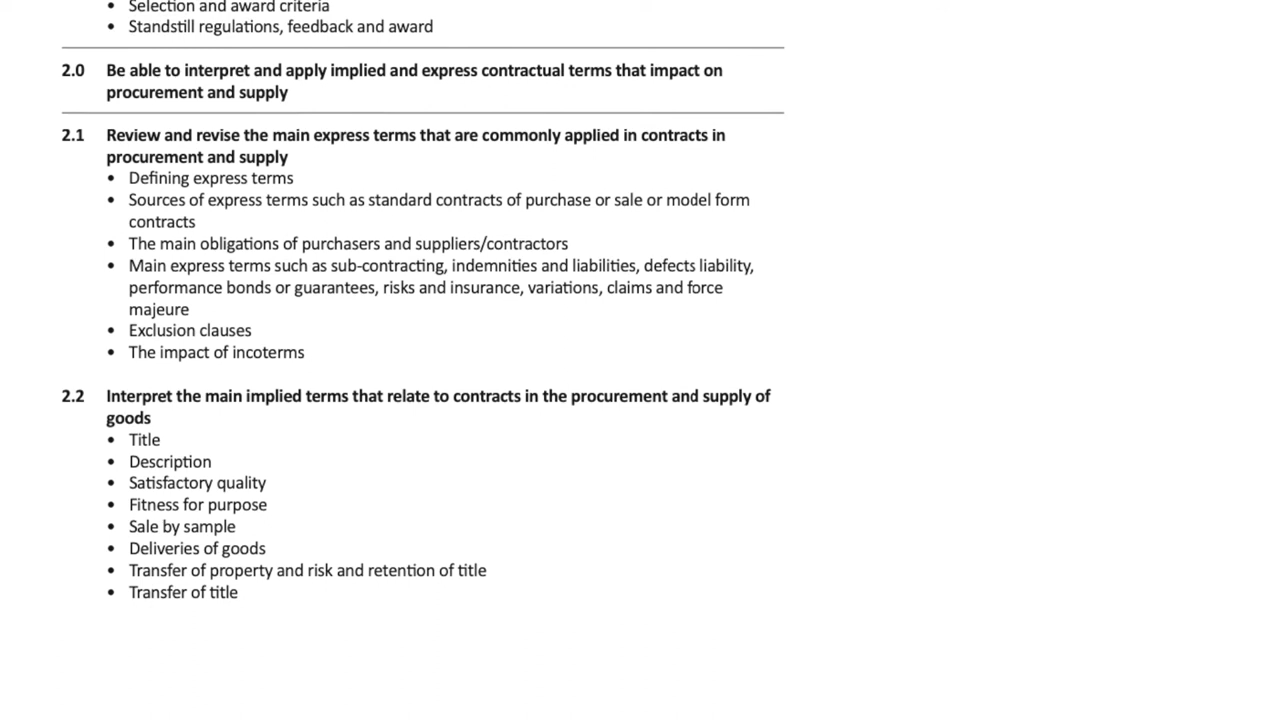 • Selection and award criteria
• Standstill regulations, feedback and award
2.0 Be able to interpret and apply implied and express contractual terms that impact on
procurement and supply
2.1 Review and revise the main express terms that are commonly applied in contracts in
procurement and supply
• Defining express terms
• Sources of express terms such as standard contracts of purchase or sale or model form
contracts
• The main obligations of purchasers and suppliers/contractors
• Main express terms such as sub-contracting, indemnities and liabilities, defects liability,
performance bonds or guarantees, risks and insurance, variations, claims and force
majeure
• Exclusion clauses
• The impact of incoterms
2.2 Interpret the main implied terms that relate to contracts in the procurement and supply of
goods
• Title
• Description
• Satisfactory quality
• Fitness for purpose
• Sale by sample
• Deliveries of goods
• Transfer of property and risk and retention of title
• Transfer of title